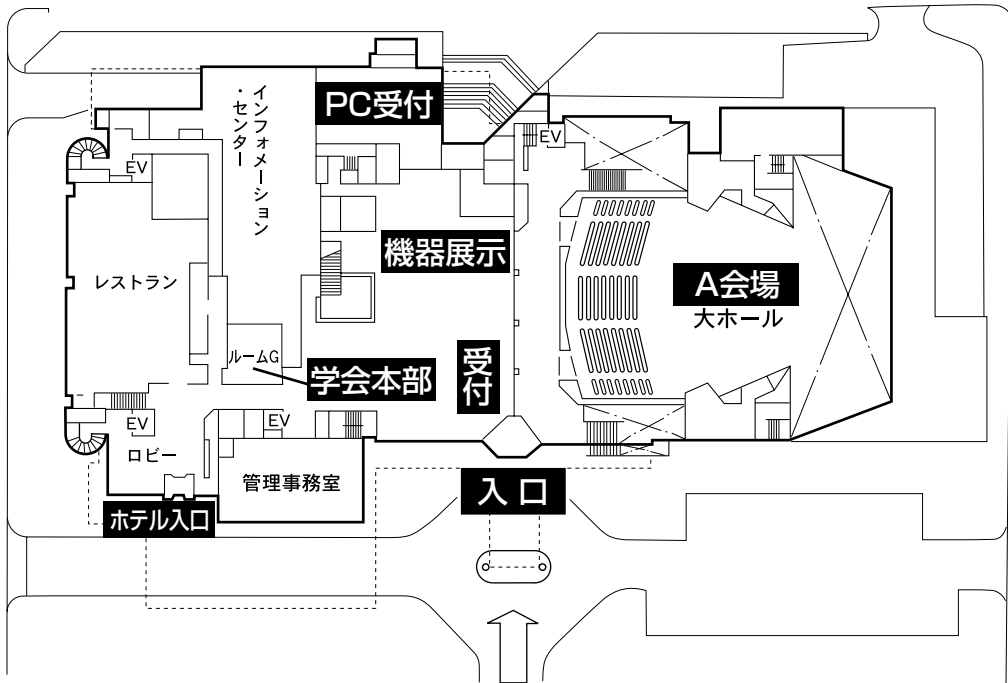 インフォメーション
・センター
PC受付
EV
EV
機器展示
レストラン
A会場
大ホール
ルームG
学会本部
受付
EV
EV
ロビー
管理事務室
入口
ホテル入口